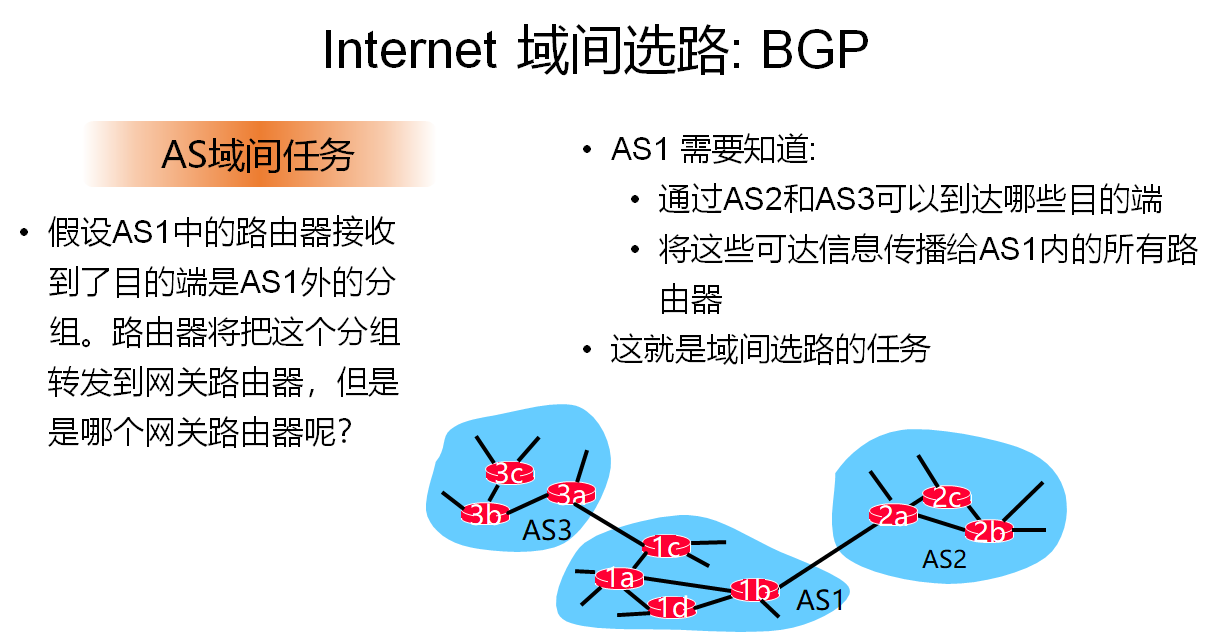 Internet 域间选路: BGP
AS域间任务
• 假设AS1中的路由器接收
到了目的端是AS1外的分
组。路由器将把这个分组
转发到网关路由器，但是
是哪个网关路由器呢？
• AS1 需要知道:
• 通过AS2和AS3可以到达哪些目的端
• 将这些可达信息传播给AS1内的所有路
由器
• 这就是域间选路的任务
3c
3a
3b
AS3
2c
2a
2b
AS2
1c
1a
1b
1d
AS1